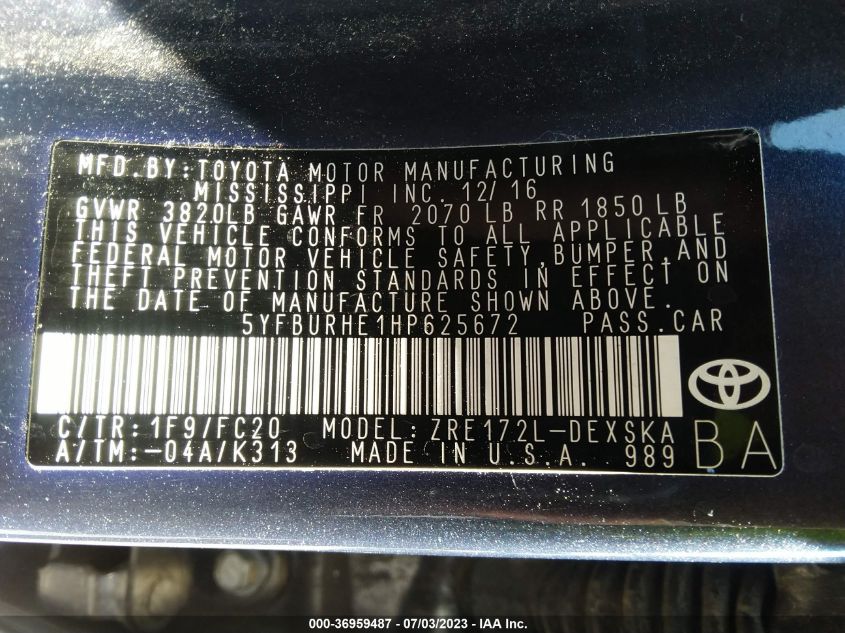 MFD.BY:TOYOTA MOTOR MANUFACTURING
MISSISSIPPI INC. 12/16
GVWR 3820LB GAWR FR 2070 LB RR 1850 LB
THIS VEHICLE CONFORMS TO ALL APPLICABLE
FEDERAL MOTOR VEHICLE SAFETY,BUMPER,AND
THEFT PREVENTION STANDARDS IN EFFECT ON
THE DATE OF MANUFACTURE SHOWN ABOVE.
5YFBURHE1HP625672 PASS.CAR
C/TR:1F9/FC20 MODEL:ZRE172L-DEXSKA
A/TM:-04A/K313 MADE IN U.S.A. 989
BA
000-36959487 - 07/03/2023 - IAA Inc.